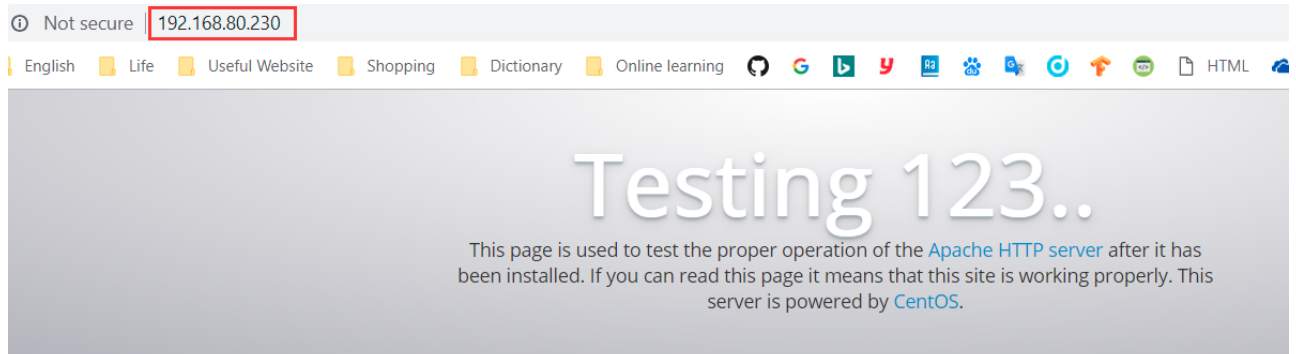 Not secure 192.168.80.230
English Life Useful Website Shopping Dictionary Online learning HTML
Testing 123..
This page is used to test the proper operation of the Apache HTTP server after it has
been installed. If you can read this page it means that this site is working properly. This
server is powered by CentOS.